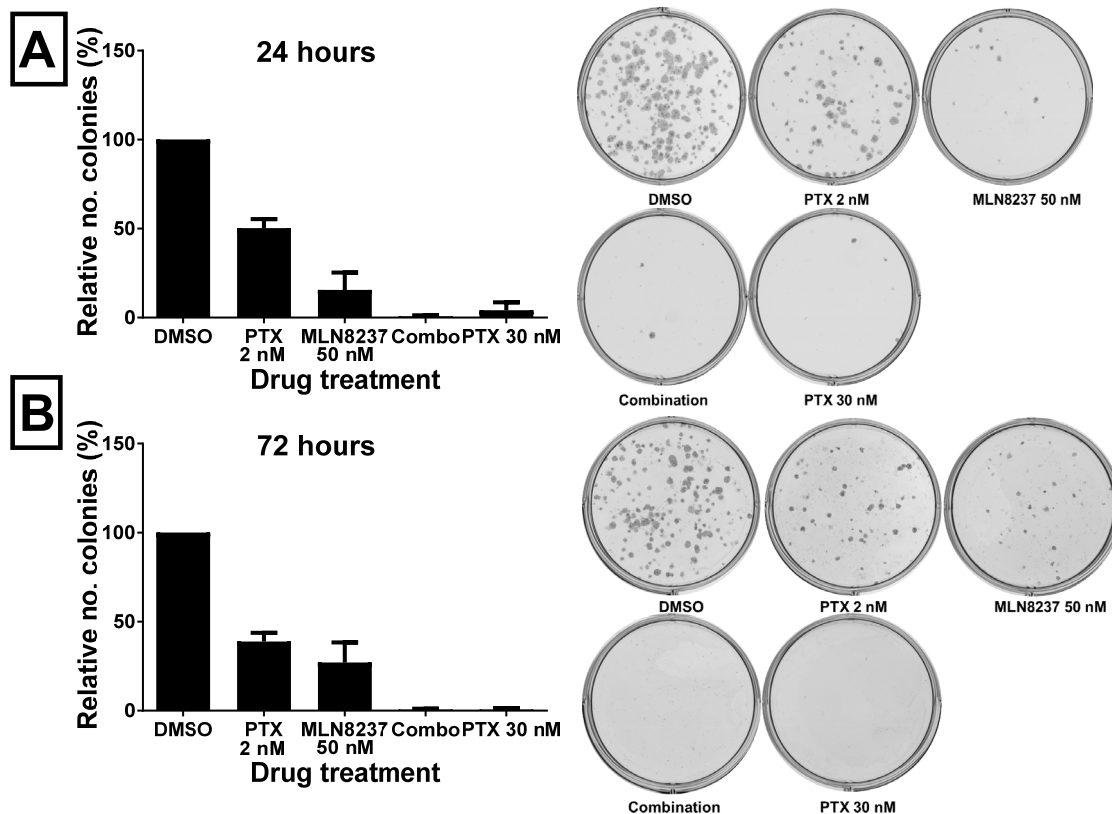 A
24 hours
Relative no. colonies (%)
150
100
50
0
DMSO
PTX
2 nM
MLN8237
50 nM
Combo
PTX 30 nM
Drug treatment
DMSO
PTX 2 nM
MLN8237 50 nM
Combination
PTX 30 nM
B
72 hours
Relative no. colonies (%)
150
100
50
0
DMSO
PTX
2 nM
MLN8237
50 nM
Combo
PTX 30 nM
Drug treatment
DMSO
PTX 2 nM
MLN8237 50 nM
Combination
PTX 30 nM